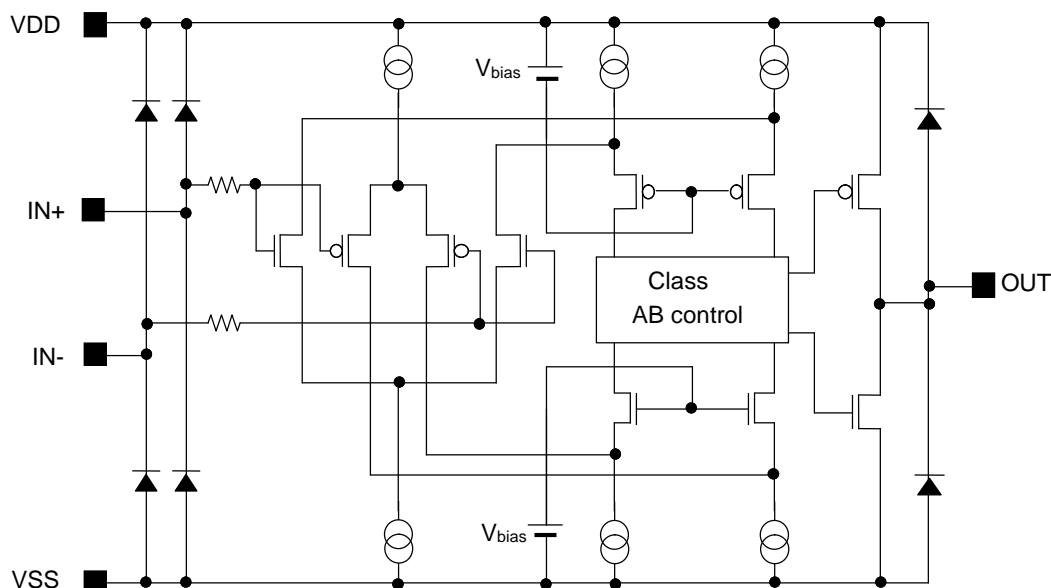 VDD
Vbias
IN+
Class
AB control
OUT
IN-
Vbias
VSS